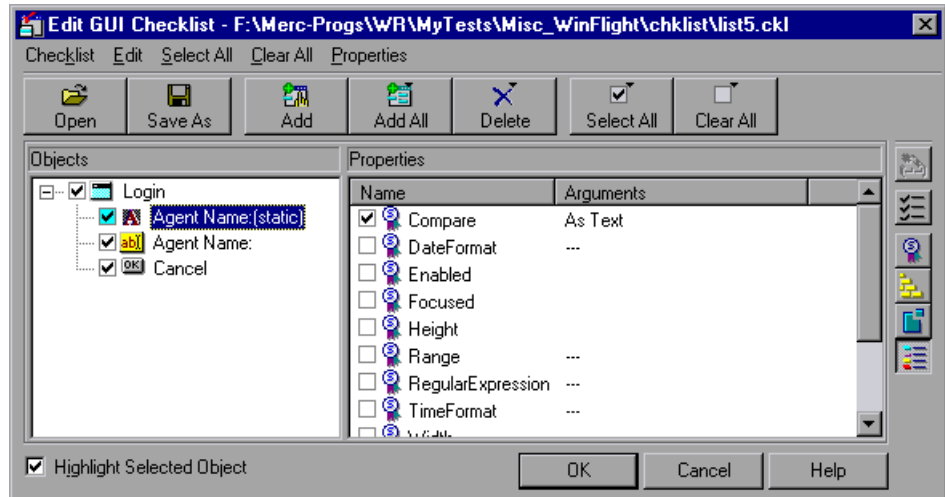 Edit GUI Checklist - F:\Merc-Progs\WR\MyTests\Misc_WinFlight\chklist\list5.ckl
Checklist Edit Select All Clear All Properties
Open Save As Add Add All Delete Select All Clear All
Objects
Login
Agent Name:(static)
Agent Name:
Cancel
Properties
Name Arguments
Compare As Text
DateFormat ---
Enabled
Focused
Height
Range ---
RegularExpression ---
TimeFormat ---
Highlight Selected Object
OK Cancel Help